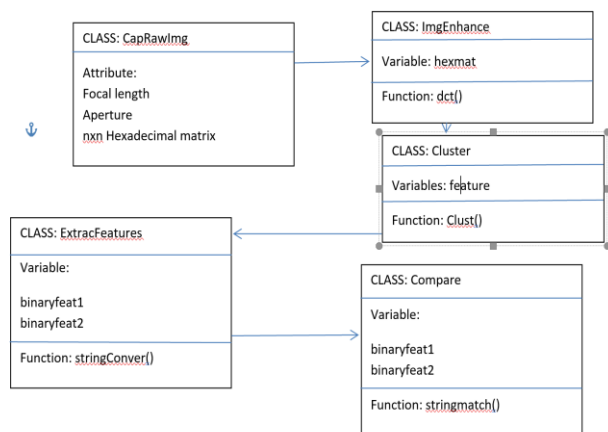 CLASS: CapRawImg
Attribute:
Focal length
Aperture
nxn Hexadecimal matrix
CLASS: ImgEnhance
Variable: hexmat
Function: dct()
CLASS: Cluster
Variables: feature
Function: Clust()
CLASS: ExtracFeatures
Variable:
binaryfeat1
binaryfeat2
Function: stringConver()
CLASS: Compare
Variable:
binaryfeat1
binaryfeat2
Function: stringmatch()